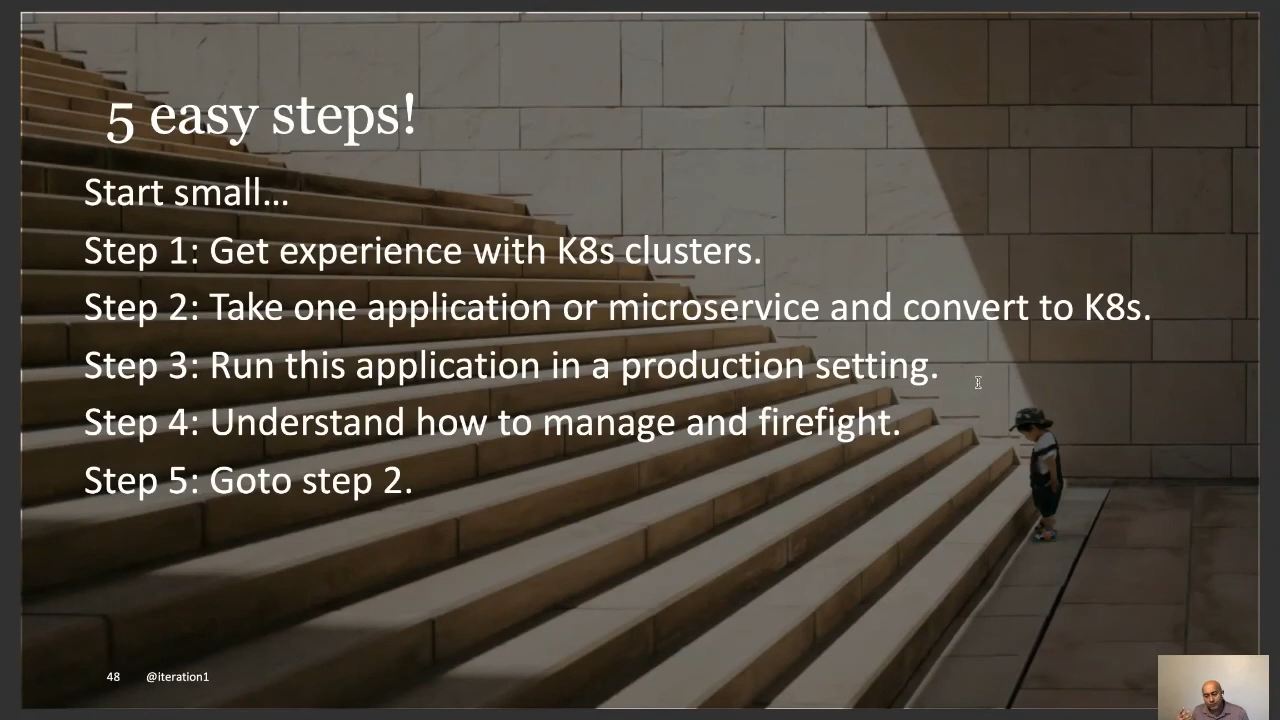 5 easy steps!
Start small...
Step 1: Get experience with K8s clusters.
Step 2: Take one application or microservice and convert to K8s.
Step 3: Run this application in a production setting.
Step 4: Understand how to manage and firefight.
Step 5: Goto step 2.
48 @iteration1